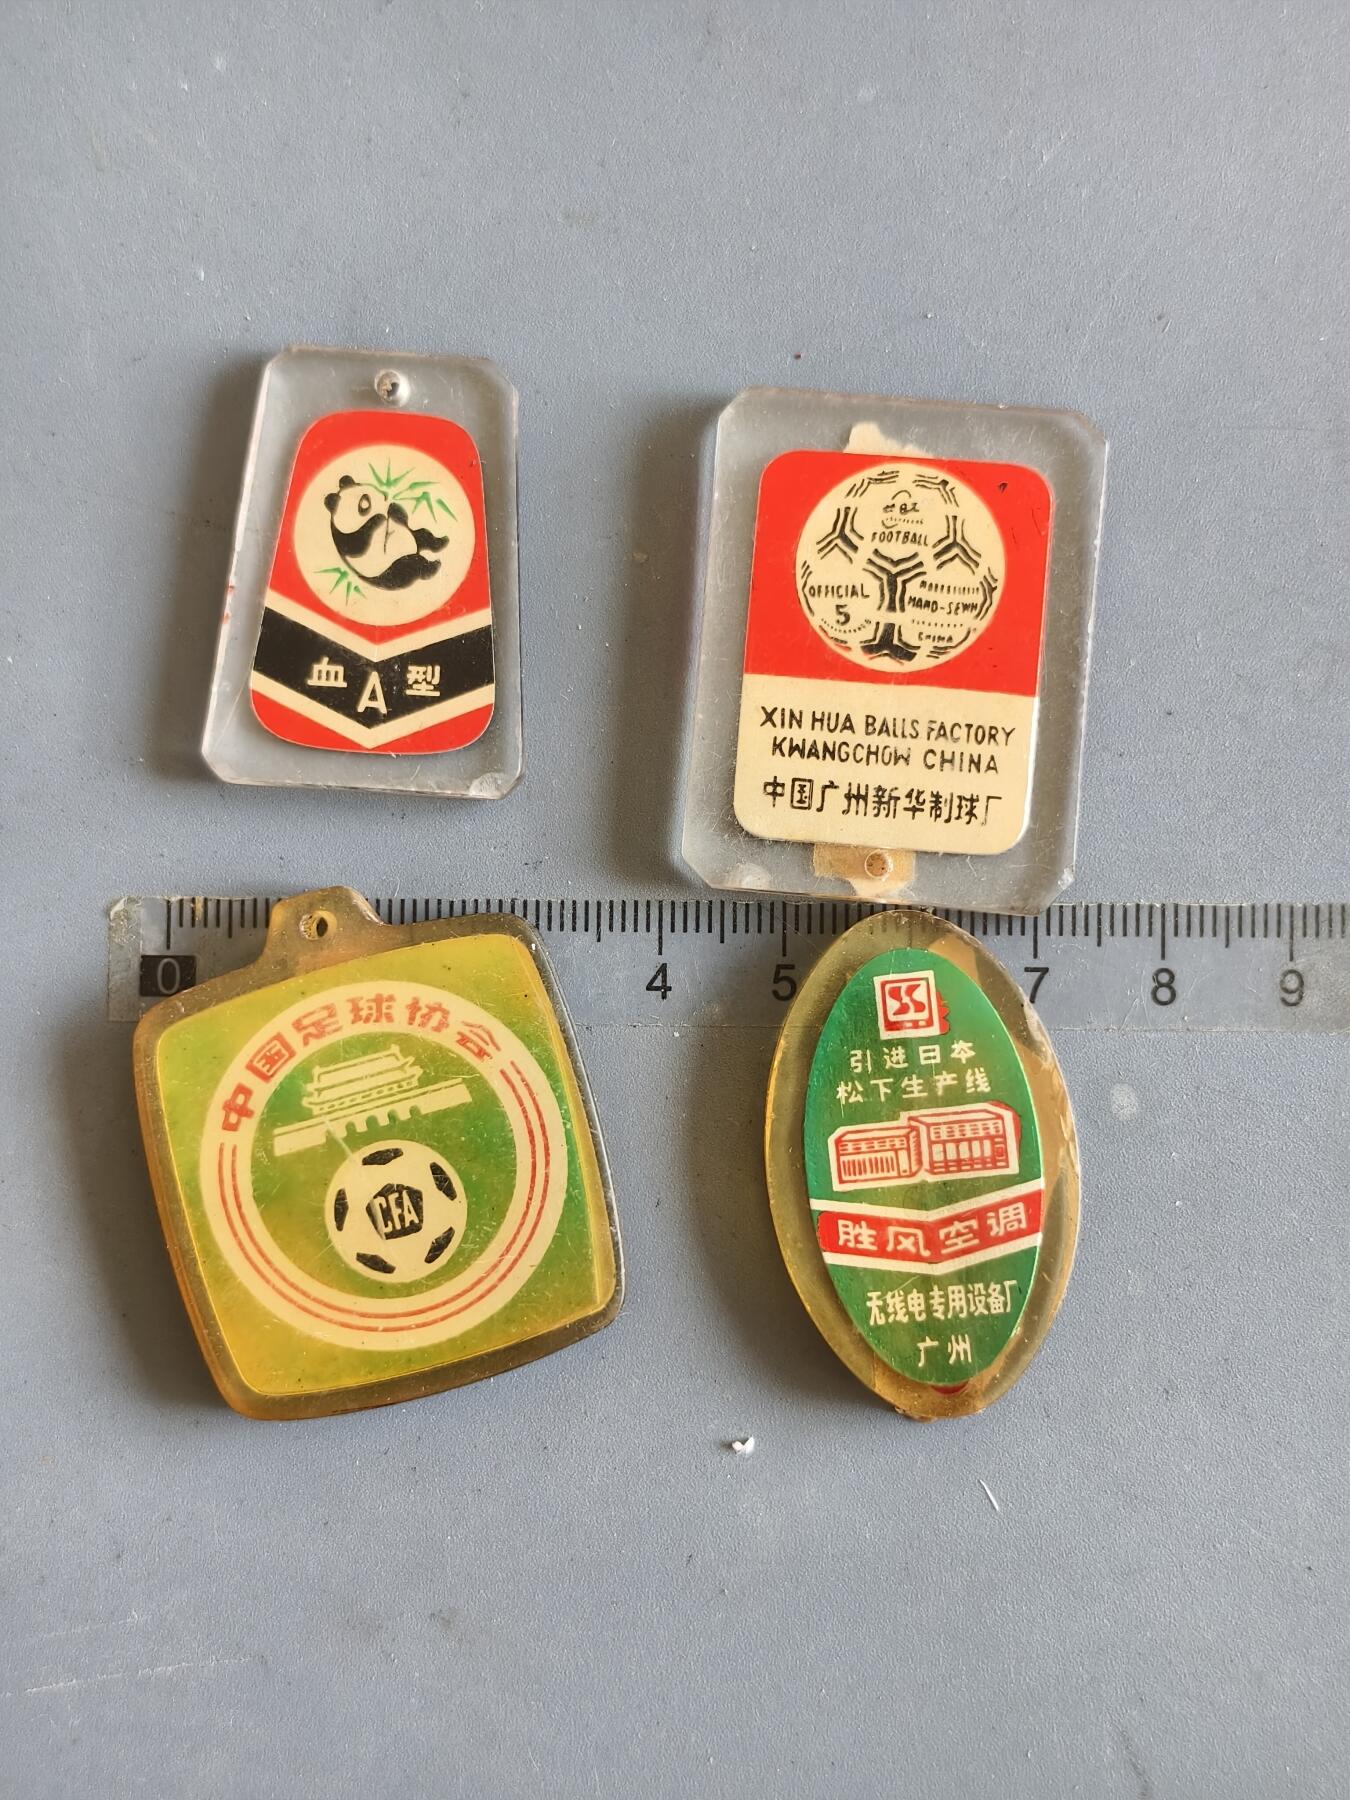 血A型
FOOTBALL
OFFICIAL
5
HAND-SEWN
CHINA
XIN HUA BALLS FACTORY
KWANGCHOW CHINA
中国广州新华制球厂
0 4 5 7 8 9
中国足球协会
CFA
引进日本
松下生产线
胜风空调
无线电专用设备厂
广州